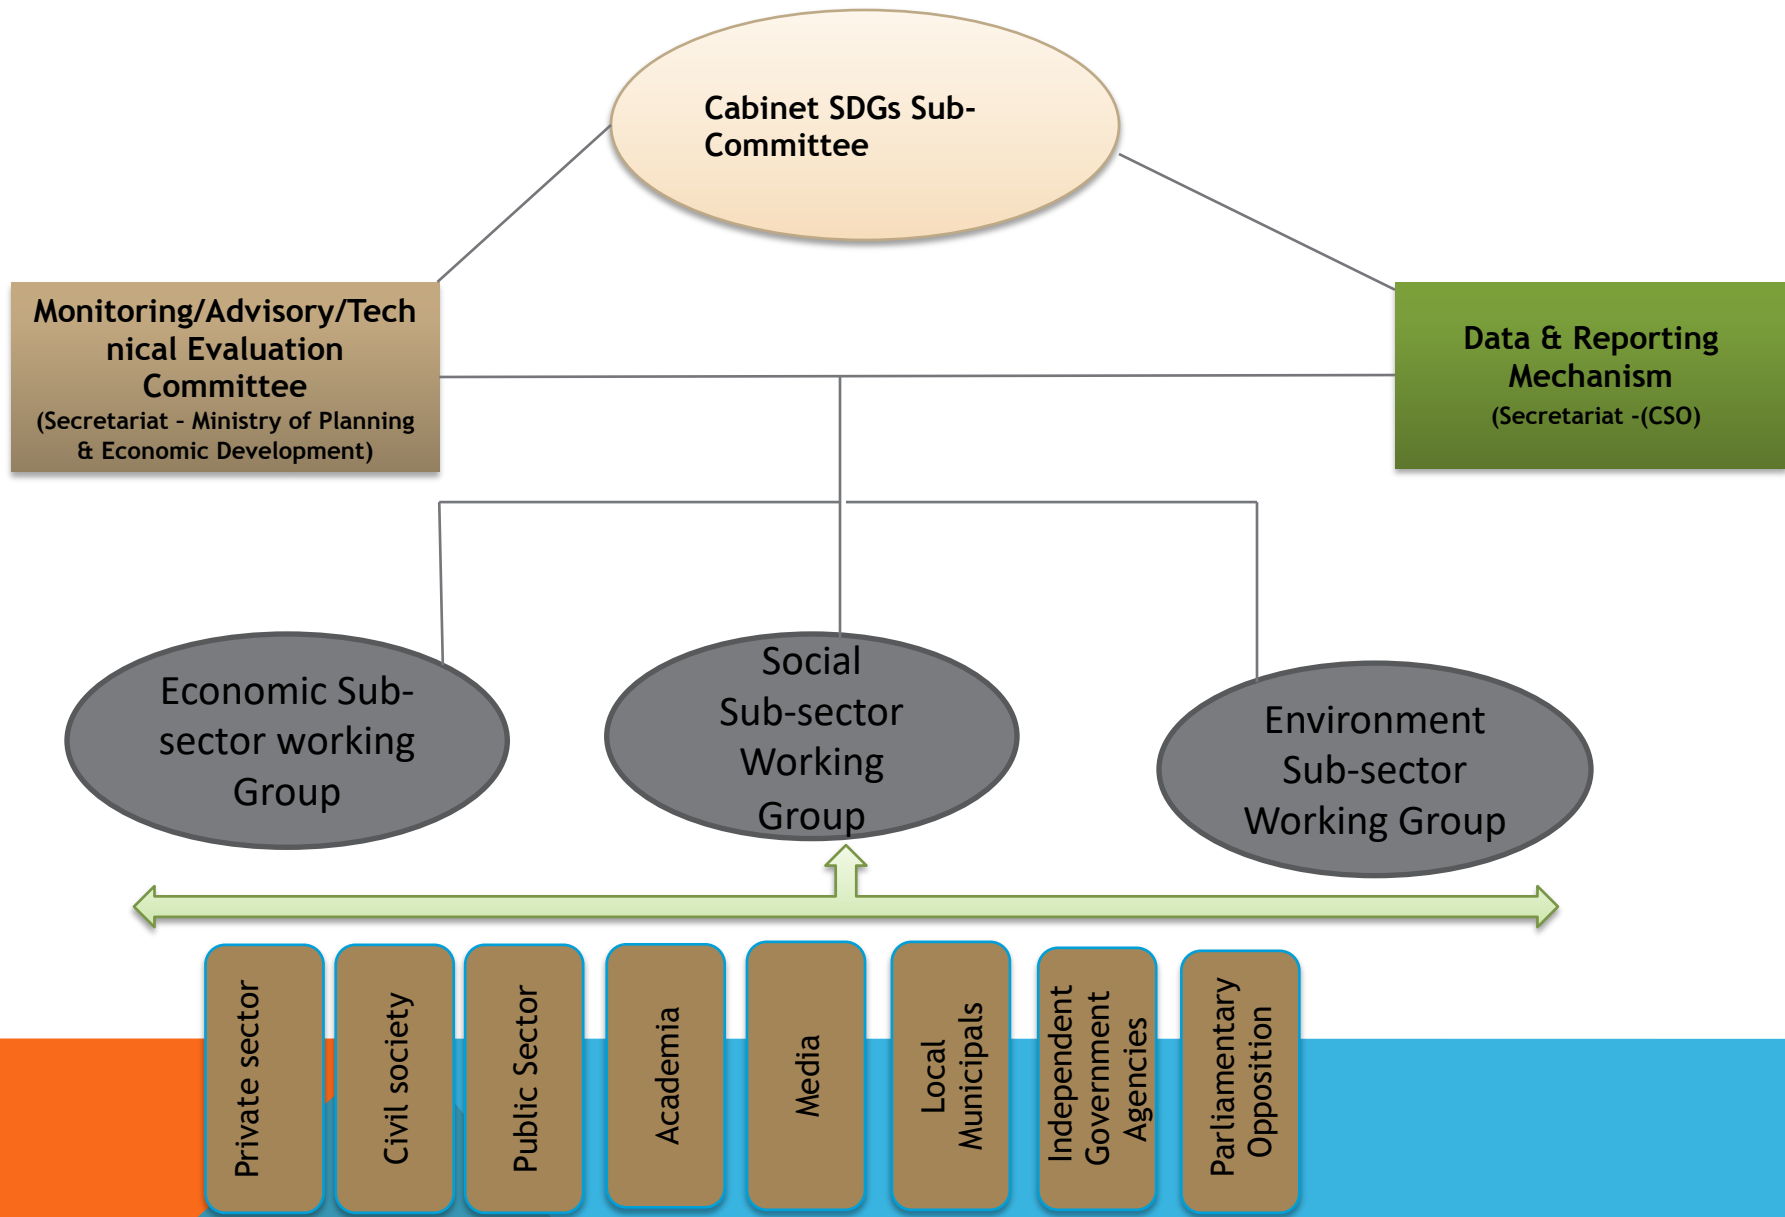 Cabinet SDGs Sub-
Committee
Monitoring/Advisory/Tech
nical Evaluation
Committee
(Secretariat – Ministry of Planning
& Economic Development)
Data & Reporting
Mechanism
(Secretariat -(CSO)
Economic Sub-
sector working
Group
Social
Sub-sector
Working
Group
Environment
Sub-sector
Working Group
Private sector
Civil society
Public Sector
Academia
Media
Local
Municipals
Independent
Government
Agencies
Parliamentary
Opposition